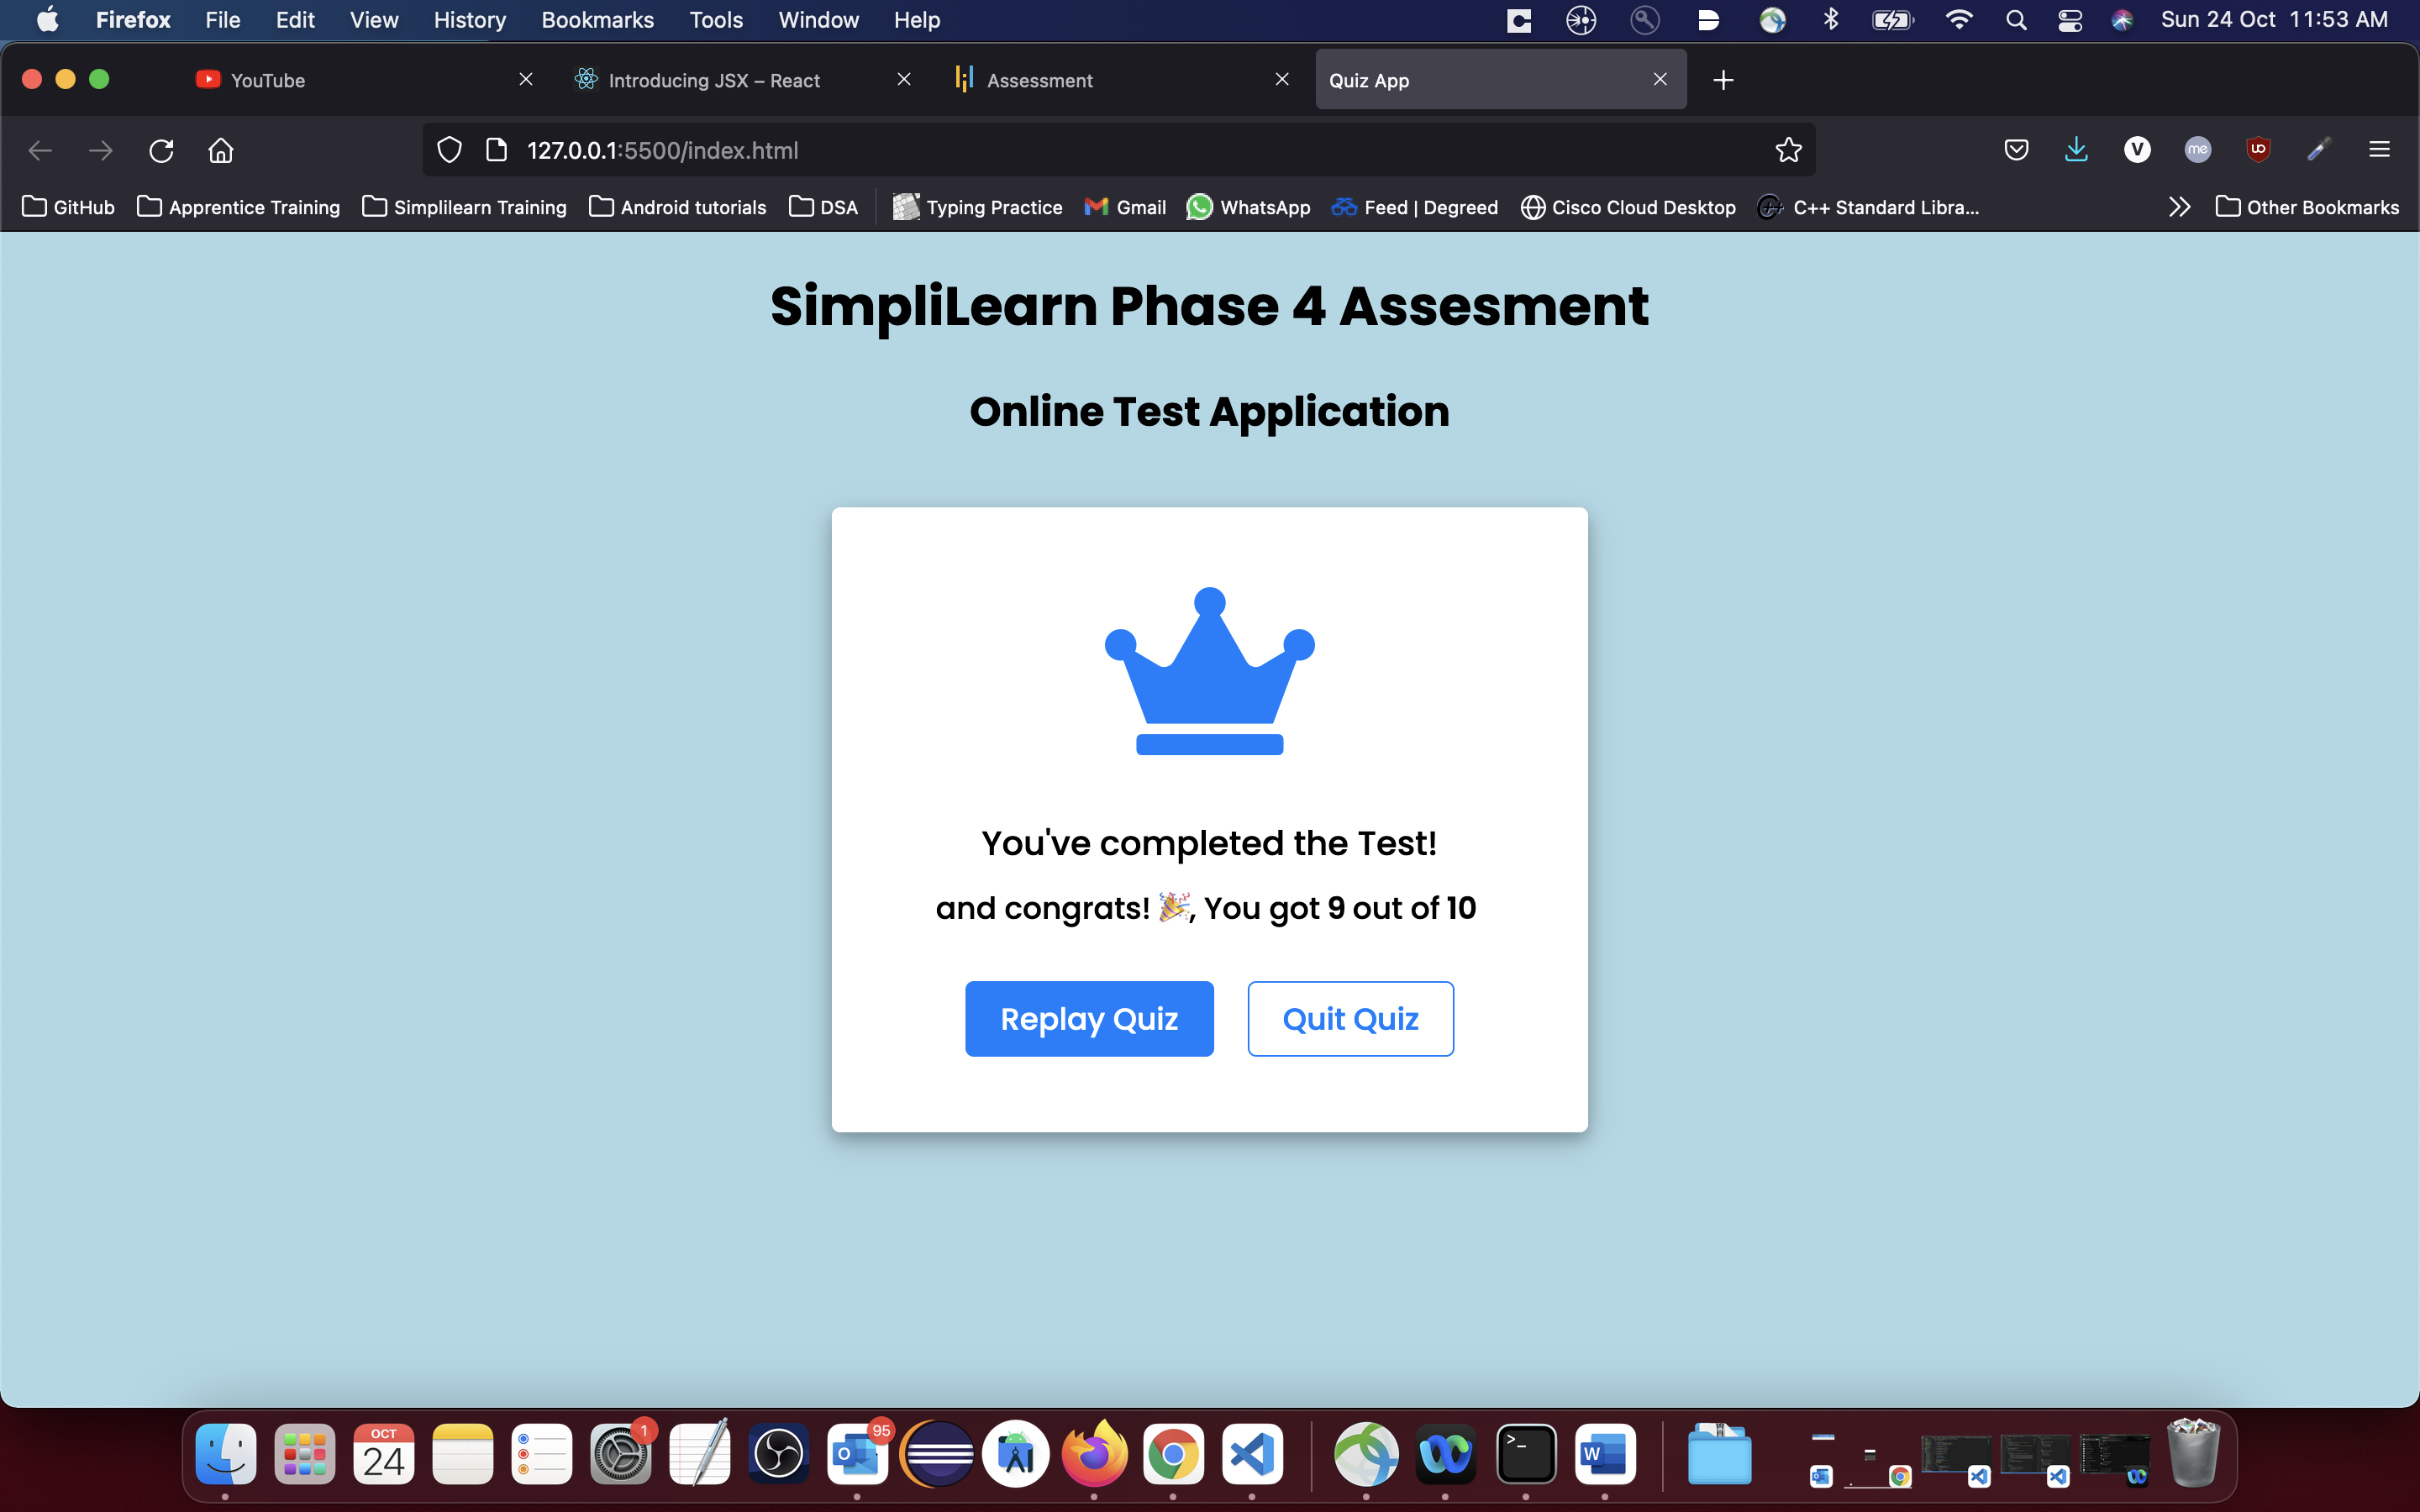 Firefox File Edit View History Bookmarks Tools Window Help Sun 24 Oct 11:53 AM
YouTube Introducing JSX – React Assessment Quiz App
127.0.0.1:5500/index.html V me
GitHub Apprentice Training Simplilearn Training Android tutorials DSA Typing Practice Gmail WhatsApp Feed | Degreed Cisco Cloud Desktop C++ Standard Libra... Other Bookmarks
SimpliLearn Phase 4 Assesment
Online Test Application
You've completed the Test!
and congrats! 🎉, You got 9 out of 10
Replay Quiz Quit Quiz
OCT 1 95
24